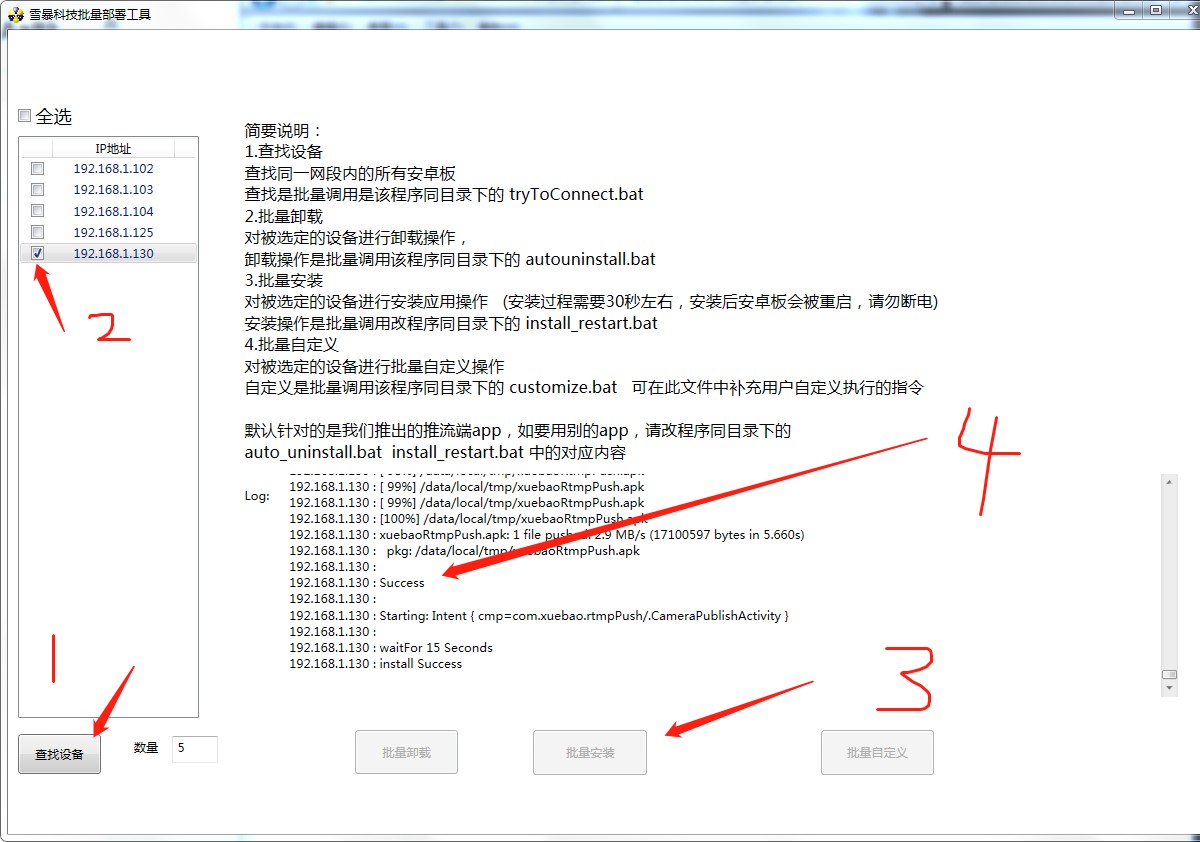 雪暴科技批量部署工具
全选
IP地址
192.168.1.102
192.168.1.103
192.168.1.104
192.168.1.125
192.168.1.130
2
简要说明：
1.查找设备
查找同一网段内的所有安卓板
查找是批量调用是该程序同目录下的 tryToConnect.bat
2.批量卸载
对被选定的设备进行卸载操作，
卸载操作是批量调用该程序同目录下的 autouninstall.bat
3.批量安装
对被选定的设备进行安装应用操作 (安装过程需要30秒左右，安装后安卓板会被重启，请勿断电)
安装操作是批量调用改程序同目录下的 install_restart.bat
4.批量自定义
对被选定的设备进行批量自定义操作
自定义是批量调用该程序同目录下的 customize.bat 可在此文件中补充用户自定义执行的指令
默认针对的是我们推出的推流端app，如要用别的app，请改程序同目录下的
auto_uninstall.bat install_restart.bat 中的对应内容
4
Log:
192.168.1.130 : [ 99%] /data/local/tmp/xuebaoRtmpPush.apk
192.168.1.130 : [ 99%] /data/local/tmp/xuebaoRtmpPush.apk
192.168.1.130 : [100%] /data/local/tmp/xuebaoRtmpPush.apk
192.168.1.130 : xuebaoRtmpPush.apk: 1 file pushed. 2.9 MB/s (17100597 bytes in 5.660s)
192.168.1.130 : pkg: /data/local/tmp/xuebaoRtmpPush.apk
192.168.1.130 :
192.168.1.130 : Success
192.168.1.130 :
192.168.1.130 : Starting: Intent { cmp=com.xuebao.rtmpPush/.CameraPublishActivity }
192.168.1.130 :
192.168.1.130 : waitFor 15 Seconds
192.168.1.130 : install Success
1
3
查找设备
数量
5
批量卸载
批量安装
批量自定义